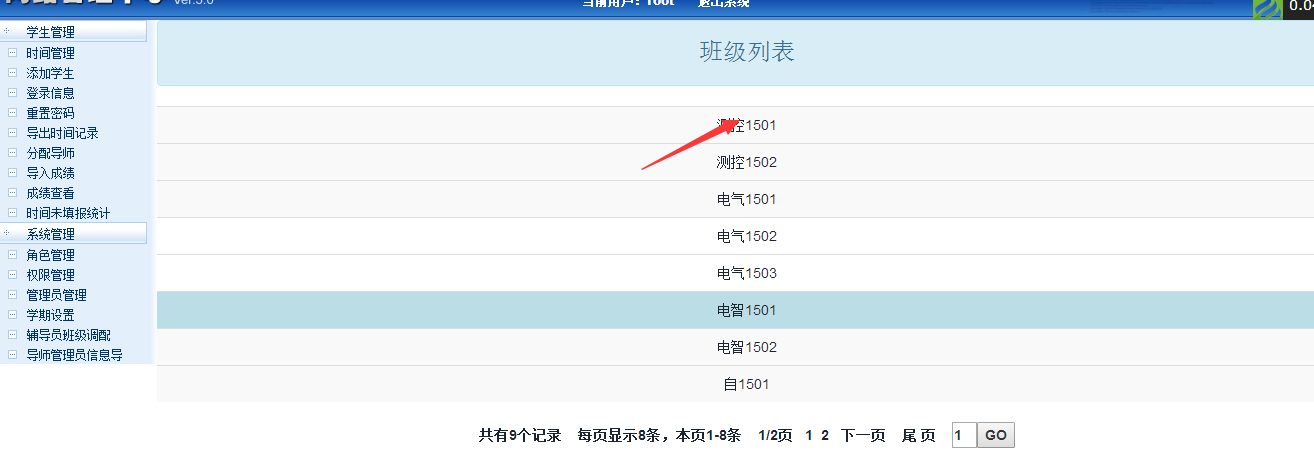 Ver.3.0
当前用户：root 退出系统
0.0
学生管理
时间管理
添加学生
登录信息
重置密码
导出时间记录
分配导师
导入成绩
成绩查看
时间未填报统计
系统管理
角色管理
权限管理
管理员管理
学期设置
辅导员班级调配
导师管理员信息导
班级列表
测控1501
测控1502
电气1501
电气1502
电气1503
电智1501
电智1502
自1501
共有9个记录 每页显示8条，本页1-8条 1/2页 1 2 下一页 尾 页 1 GO